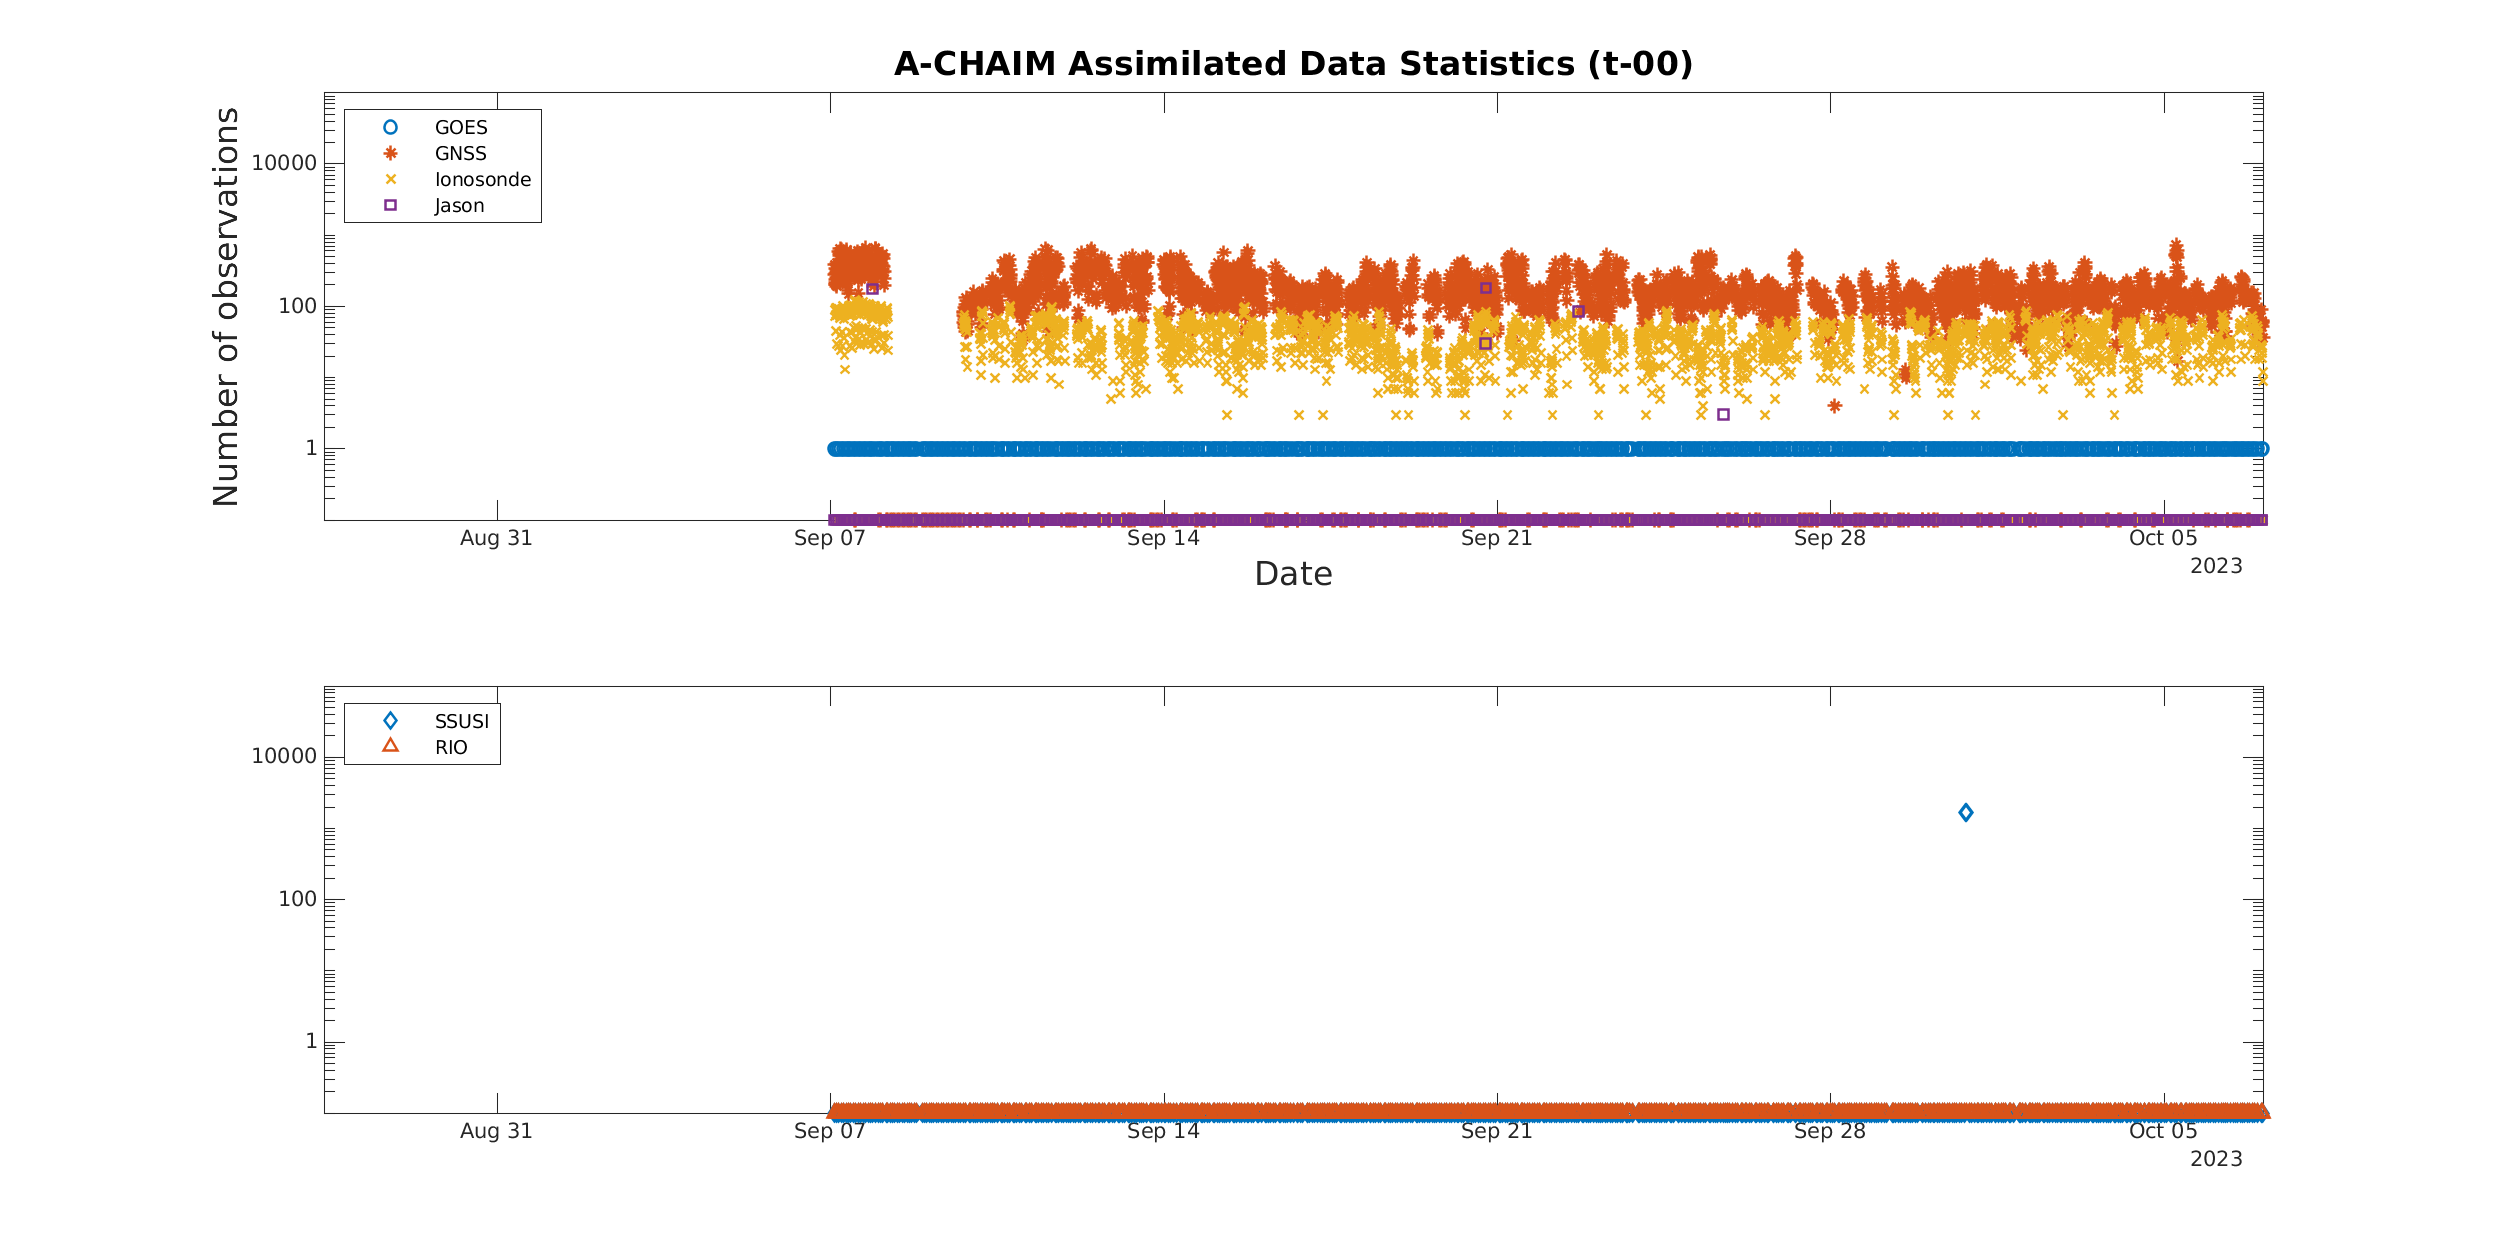 A-CHAIM Assimilated Data Statistics (t-00)
Number of observations
10000
100
1
GOES
GNSS
Ionosonde
Jason
Aug 31 Sep 07 Sep 14 Sep 21 Sep 28 Oct 05
2023
Date
10000
100
1
SSUSI
RIO
Aug 31 Sep 07 Sep 14 Sep 21 Sep 28 Oct 05
2023